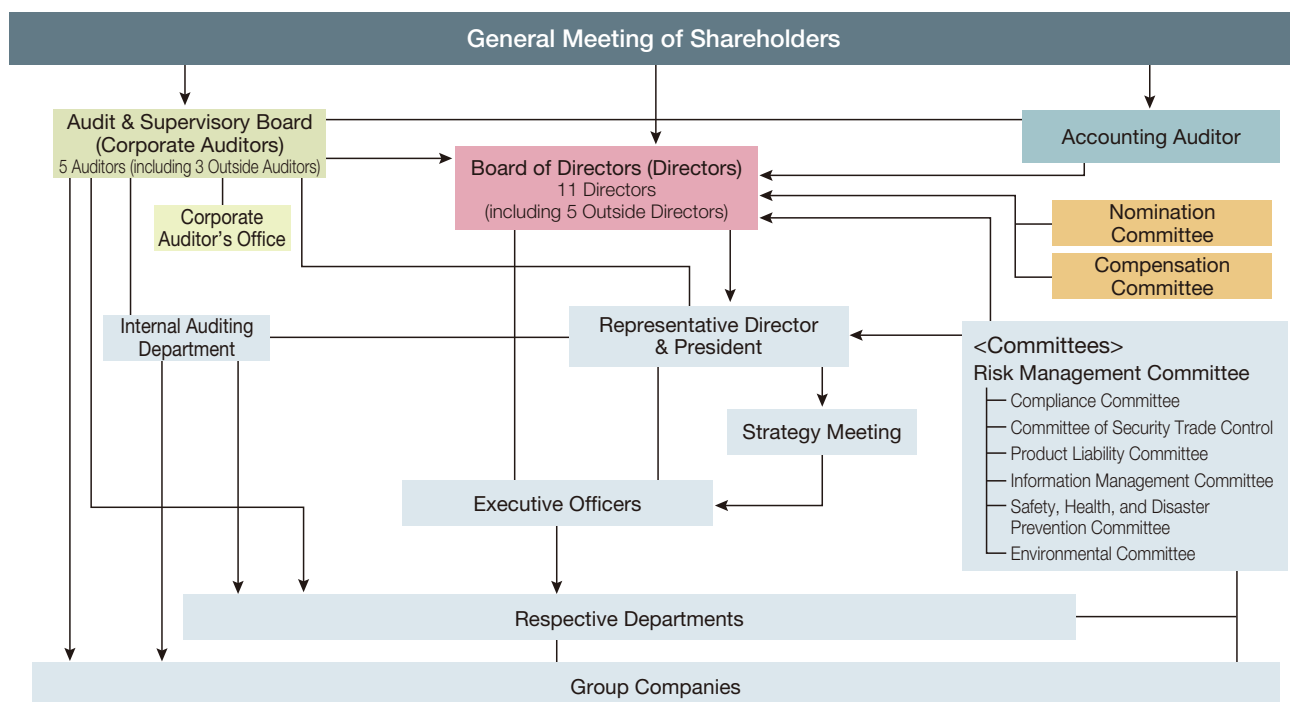 General Meeting of Shareholders
Audit & Supervisory Board
(Corporate Auditors)
5 Auditors (including 3 Outside Auditors)
Accounting Auditor
Board of Directors (Directors)
11 Directors
(including 5 Outside Directors)
Corporate
Auditor's Office
Nomination
Committee
Compensation
Committee
Internal Auditing
Department
Representative Director
& President
<Committees>
Risk Management Committee
Compliance Committee
Committee of Security Trade Control
Product Liability Committee
Information Management Committee
Safety, Health, and Disaster
Prevention Committee
Environmental Committee
Strategy Meeting
Executive Officers
Respective Departments
Group Companies